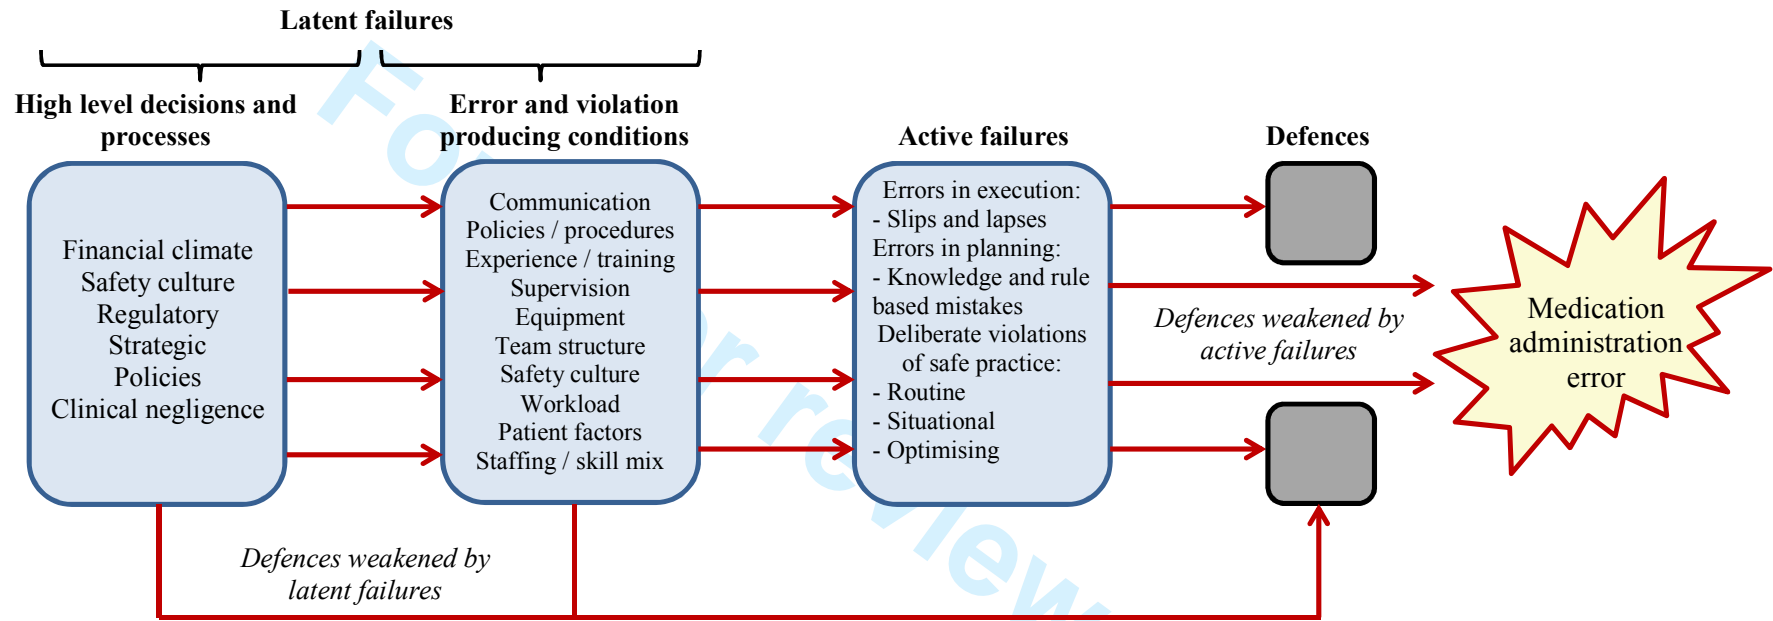 Latent failures
High level decisions and
processes
Error and violation
producing conditions
Active failures
Defences
Financial climate
Safety culture
Regulatory
Strategic
Policies
Clinical negligence
Communication
Policies / procedures
Experience / training
Supervision
Equipment
Team structure
Safety culture
Workload
Patient factors
Staffing / skill mix
Errors in execution:
- Slips and lapses
Errors in planning:
- Knowledge and rule
based mistakes
Deliberate violations
of safe practice:
- Routine
- Situational
- Optimising
Defences weakened by
active failures
Medication
administration
error
Defences weakened by
latent failures
review